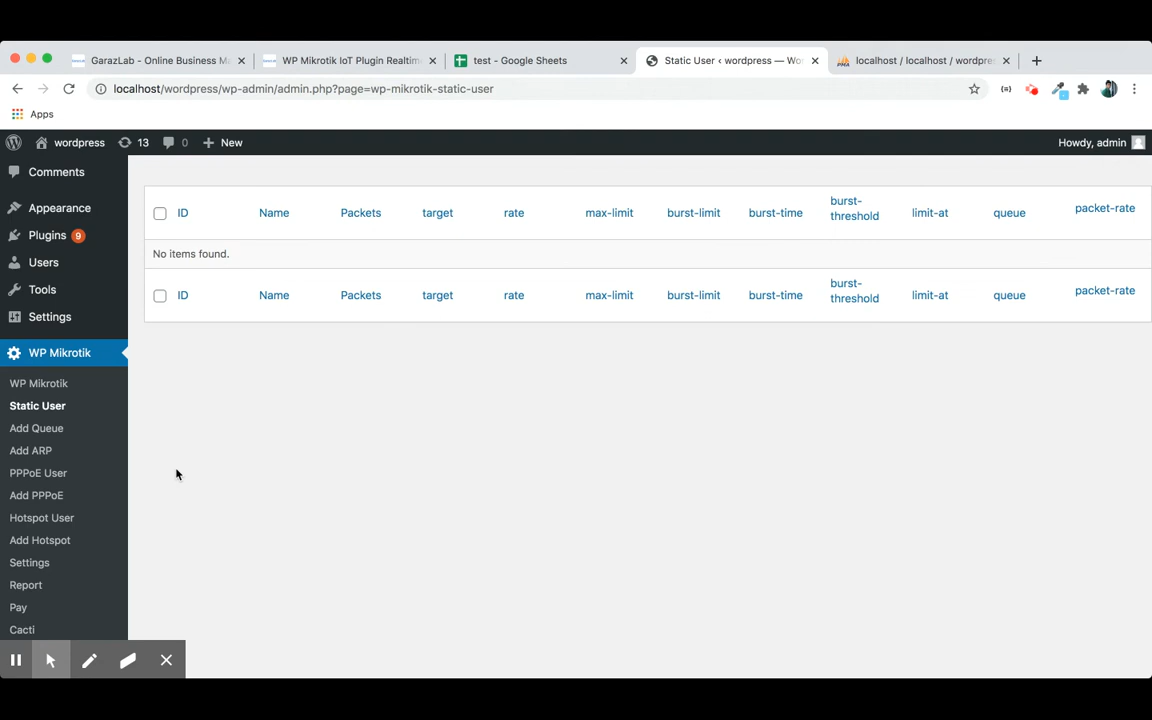 GarazLab - Online Business M
WP Mikrotik IoT Plugin Realtim
test - Google Sheets
Static User ‹ wordpress — Wo
localhost / localhost / wordpre
localhost/wordpress/wp-admin/admin.php?page=wp-mikrotik-static-user
Apps
wordpress 13 0 + New Howdy, admin
Comments
Appearance
Plugins 9
Users
Tools
Settings
WP Mikrotik
WP Mikrotik
Static User
Add Queue
Add ARP
PPPoE User
Add PPPoE
Hotspot User
Add Hotspot
Settings
Report
Pay
Cacti
ID Name Packets target rate max-limit burst-limit burst-time burst-threshold limit-at queue packet-rate
No items found.
ID Name Packets target rate max-limit burst-limit burst-time burst-threshold limit-at queue packet-rate